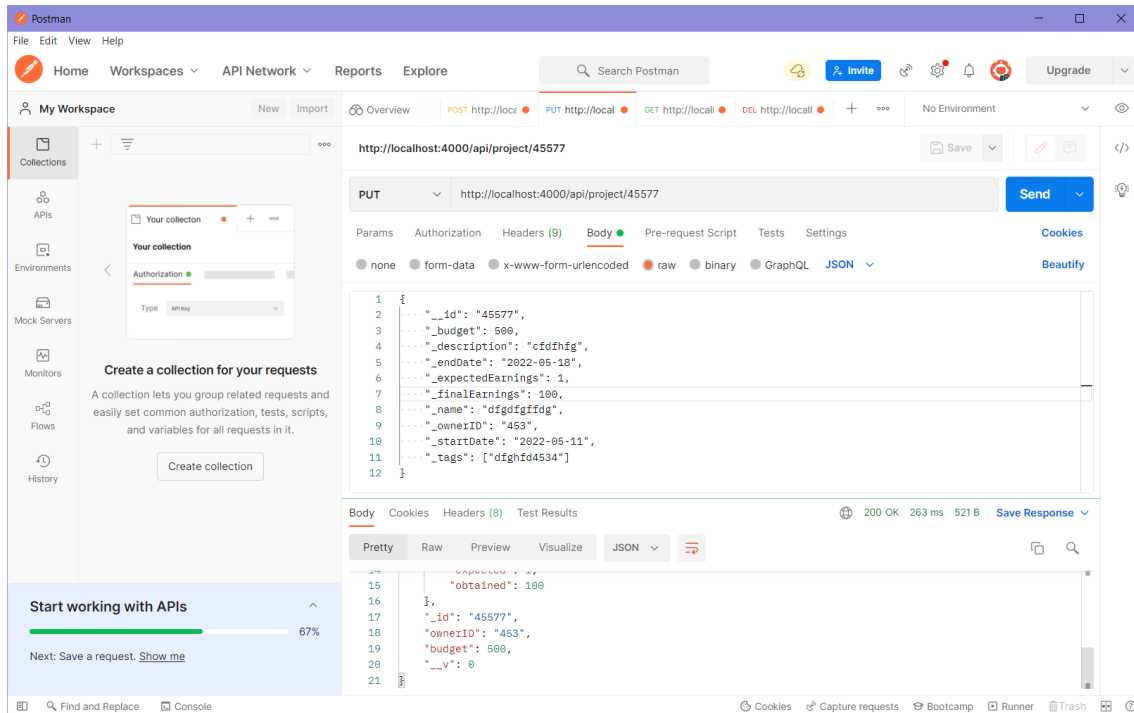 Postman
File Edit View Help
Home Workspaces API Network Reports Explore Search Postman Invite Upgrade
My Workspace New Import
Overview POST http://loca PUT http://local GET http://locall DEL http://locall No Environment
Collections
APIs
Environments
Mock Servers
Monitors
Flows
History
Your collecton
Your collection
Authorization
Type API Key
Create a collection for your requests
A collection lets you group related requests and
easily set common authorization, tests, scripts,
and variables for all requests in it.
Create collection
Start working with APIs
67%
Next: Save a request. Show me
http://localhost:4000/api/project/45577 Save
PUT http://localhost:4000/api/project/45577 Send
Params Authorization Headers (9) Body Pre-request Script Tests Settings Cookies
none form-data x-www-form-urlencoded raw binary GraphQL JSON Beautify
1 {
2 "__id": "45577",
3 "_budget": 500,
4 "_description": "cfdfhfg",
5 "_endDate": "2022-05-18",
6 "_expectedEarnings": 1,
7 "_finalEarnings": 100,
8 "_name": "dfgdfgffdg",
9 "_ownerID": "453",
10 "_startDate": "2022-05-11",
11 "_tags": ["dfghfd4534"]
12 }
Body Cookies Headers (8) Test Results 200 OK 263 ms 521 B Save Response
Pretty Raw Preview Visualize JSON
14 "expected": 1,
15 "obtained": 100
16 },
17 "_id": "45577",
18 "ownerID": "453",
19 "budget": 500,
20 "__v": 0
21 }
Find and Replace Console Cookies Capture requests Bootcamp Runner Trash